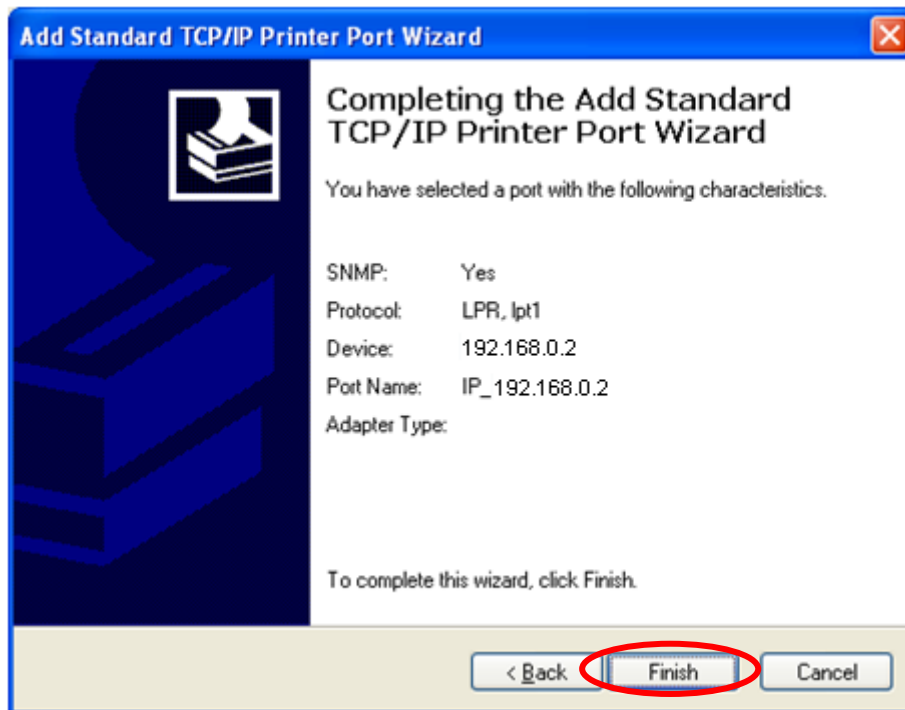 Add Standard TCP/IP Printer Port Wizard
Completing the Add Standard
TCP/IP Printer Port Wizard
You have selected a port with the following characteristics.
SNMP: Yes
Protocol: LPR, lpt1
Device: 192.168.0.2
Port Name: IP_192.168.0.2
Adapter Type:
To complete this wizard, click Finish.
< Back Finish Cancel